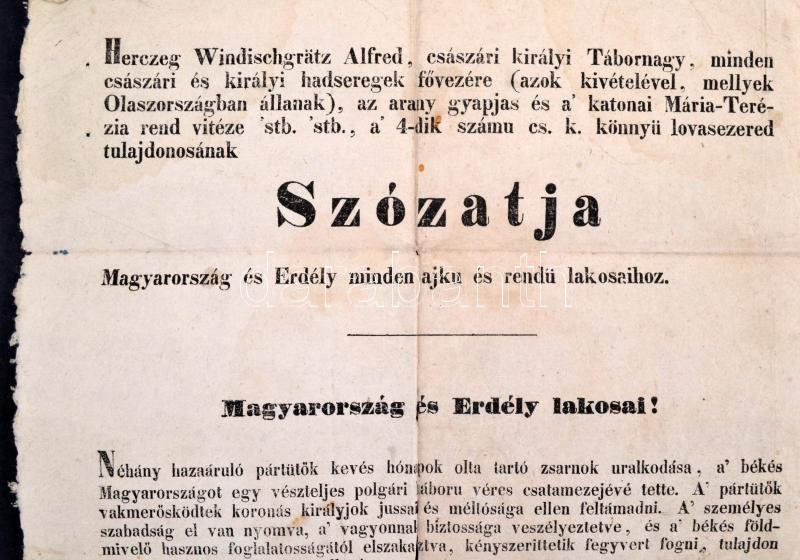 Herczeg Windischgrätz Alfred, császári királyi Tábornagy, minden
császári és királyi hadseregek fővezére (azok kivételével, mellyek
Olaszországban állanak), az arany gyapjas és a' katonai Mária-Teré-
zia rend vitéze 'stb. 'stb., a' 4-dik számu cs. k. könnyü lovasezered
tulajdonosának
Szózatja
Magyarország és Erdély minden ajku és rendü lakosaihoz.
darabanth
Magyarország és Erdély lakosai!
Néhány hazaáruló pártütők kevés hónapok olta tartó zsarnok uralkodása, a' békés
Magyarországot egy vészteljes polgári háboru véres csatamezejévé tette. A' pártütők
vakmerősködtek koronás királyjok jussai és méltósága ellen feltámadni. A' személyes
szabadság el van nyomva, a' vagyonnal biztossága veszélyeztetve, és a' békés föld-
mivelő hasznos foglalatosságától elszakasztva, kényszerittetik fegyvert fogni, tulajdon